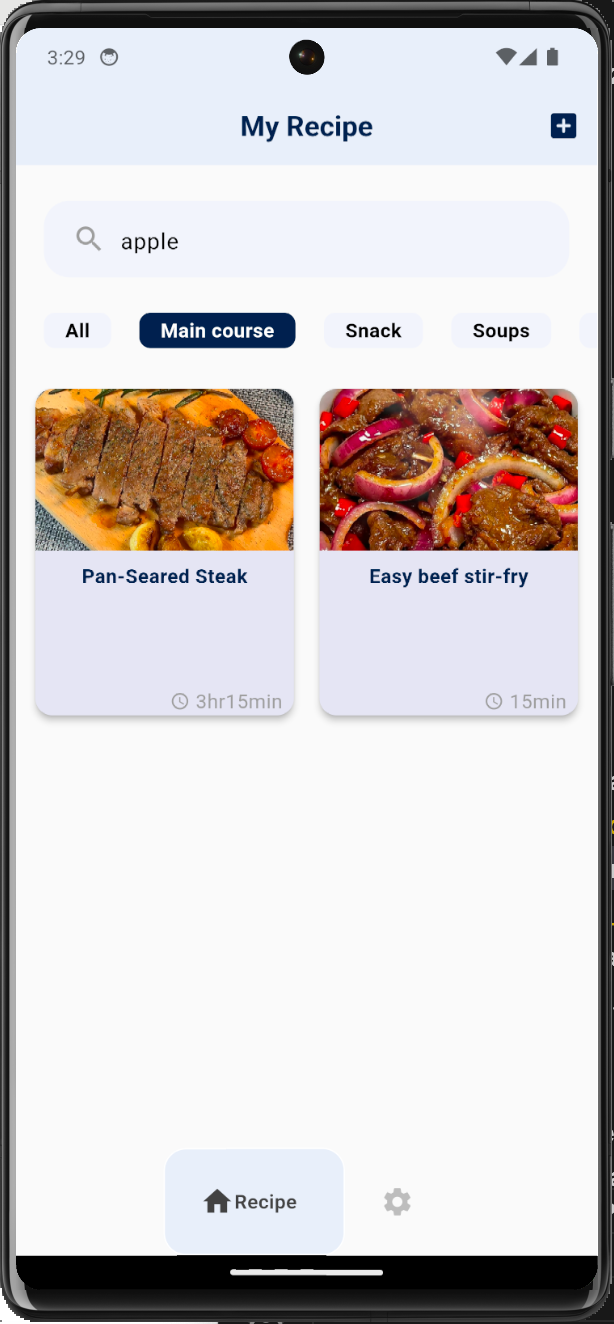 3:29
My Recipe
apple
All Main course Snack Soups
Pan-Seared Steak Easy beef stir-fry
3hr15min 15min
Recipe